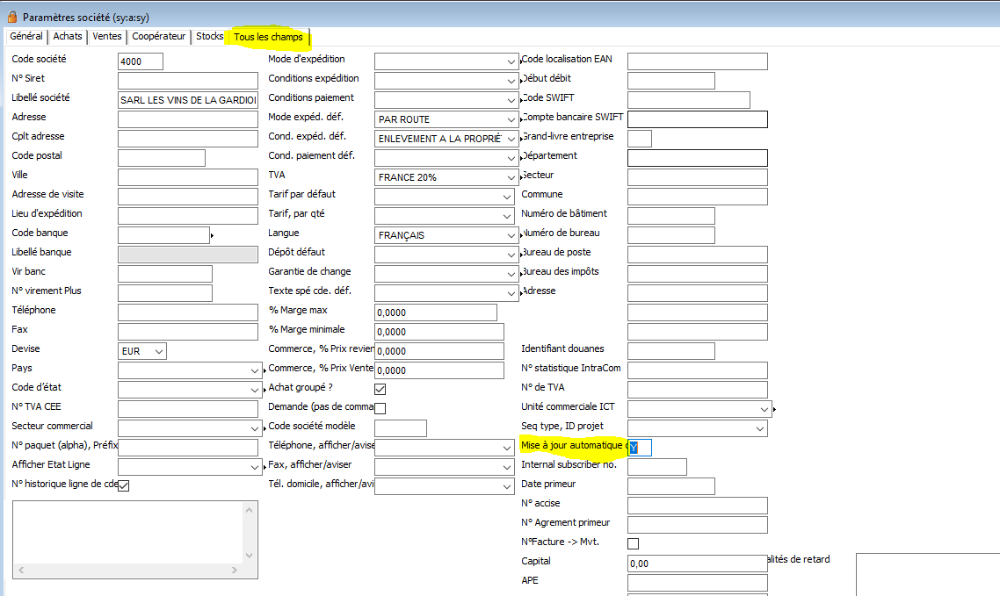 Paramètres société (sy:a:sy)
Général Achats Ventes Coopérateur Stocks Tous les champs
Code société 4000
N° Siret
Libellé société SARL LES VINS DE LA GARDIOI
Adresse
Cplt adresse
Code postal
Ville
Adresse de visite
Lieu d'expédition
Code banque
Libellé banque
Vir banc
N° virement Plus
Téléphone
Fax
Devise EUR
Pays
Code d'état
N° TVA CEE
Secteur commercial
N° paquet (alpha), Préfix
Afficher Etat Ligne
N° historique ligne de cde
Mode d'expédition
Conditions expédition
Conditions paiement
Mode expéd. déf. PAR ROUTE
Cond. expéd. déf. ENLEVEMENT A LA PROPRIÉ
Cond. paiement déf.
TVA FRANCE 20%
Tarif par défaut
Tarif, par qté
Langue FRANÇAIS
Dépôt défaut
Garantie de change
Texte spé cde. déf.
% Marge max 0,0000
% Marge minimale 0,0000
Commerce, % Prix revien 0,0000
Commerce, % Prix Vente 0,0000
Achat groupé ?
Demande (pas de comma
Code société modèle
Téléphone, afficher/avise
Fax, afficher/aviser
Tél. domicile, afficher/avi
Code localisation EAN
Début débit
Code SWIFT
Compte bancaire SWIFT
Grand-livre entreprise
Département
Secteur
Commune
Numéro de bâtiment
Numéro de bureau
Bureau de poste
Bureau des impôts
Adresse
Identifiant douanes
N° statistique IntraCom
N° de TVA
Unité commerciale ICT
Seq type, ID projet
Mise à jour automatique d Y
Internal subscriber no.
Date primeur
N° accise
N° Agrement primeur
N°Facture -> Mvt.
Capital 0,00
alités de retard
APE